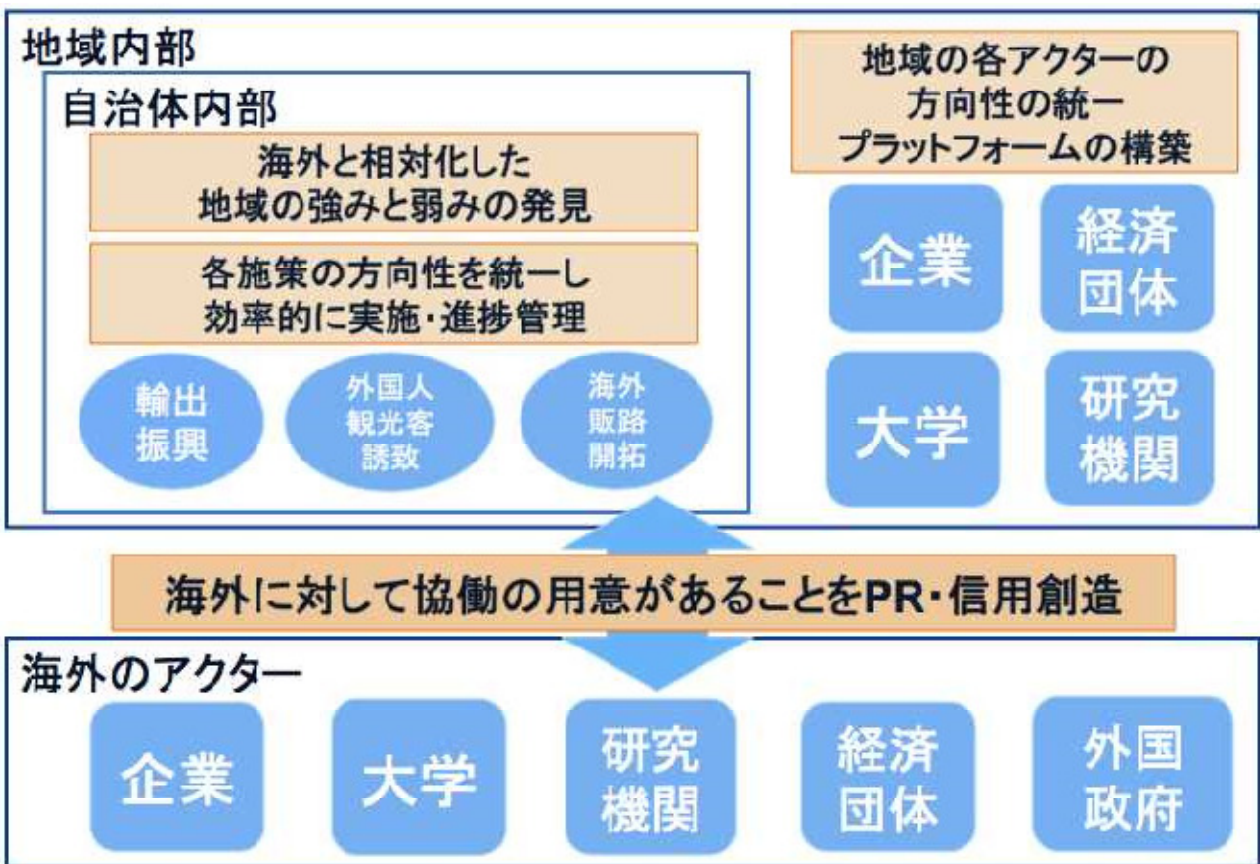 地域内部
自治体内部
海外と相対化した
地域の強みと弱みの発見
各施策の方向性を統一し
効率的に実施・進捗管理
輸出
振興
外国人
観光客
誘致
海外
販路
開拓
地域の各アクターの
方向性の統一
プラットフォームの構築
企業
経済
団体
大学
研究
機関
海外に対して協働の用意があることをPR・信用創造
海外のアクター
企業
大学
研究
機関
経済
団体
外国
政府